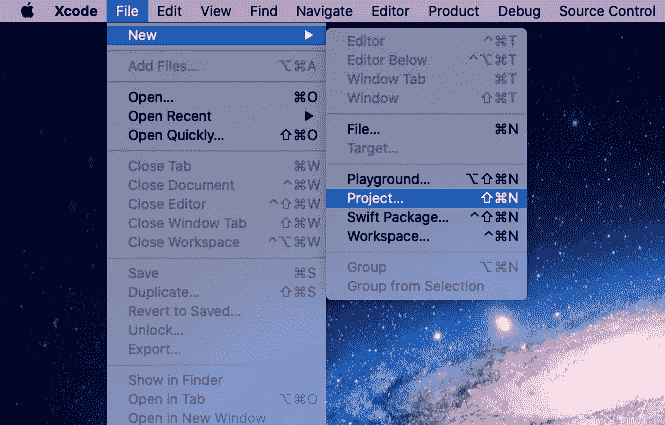 Xcode File Edit View Find Navigate Editor Product Debug Source Control
New
Add Files... ⌥⌘A
Open... ⌘O
Open Recent
Open Quickly... ⇧⌘O
Close Tab ⌘W
Close Document ^⌘W
Close Editor ^⇧⌘W
Close Window Tab ⇧⌘W
Close Workspace ^⌥⌘W
Save ⌘S
Duplicate... ⇧⌘S
Revert to Saved...
Unlock...
Export...
Show in Finder
Open in Tab ⌥⌘O
Open in New Window
Editor ^⌘T
Editor Below ^⌥⌘T
Window Tab ⌘T
Window ⇧⌘T
File... ⌘N
Target...
Playground... ⌥⇧⌘N
Project... ⇧⌘N
Swift Package... ^⇧⌘N
Workspace... ^⌘N
Group ⌥⌘N
Group from Selection